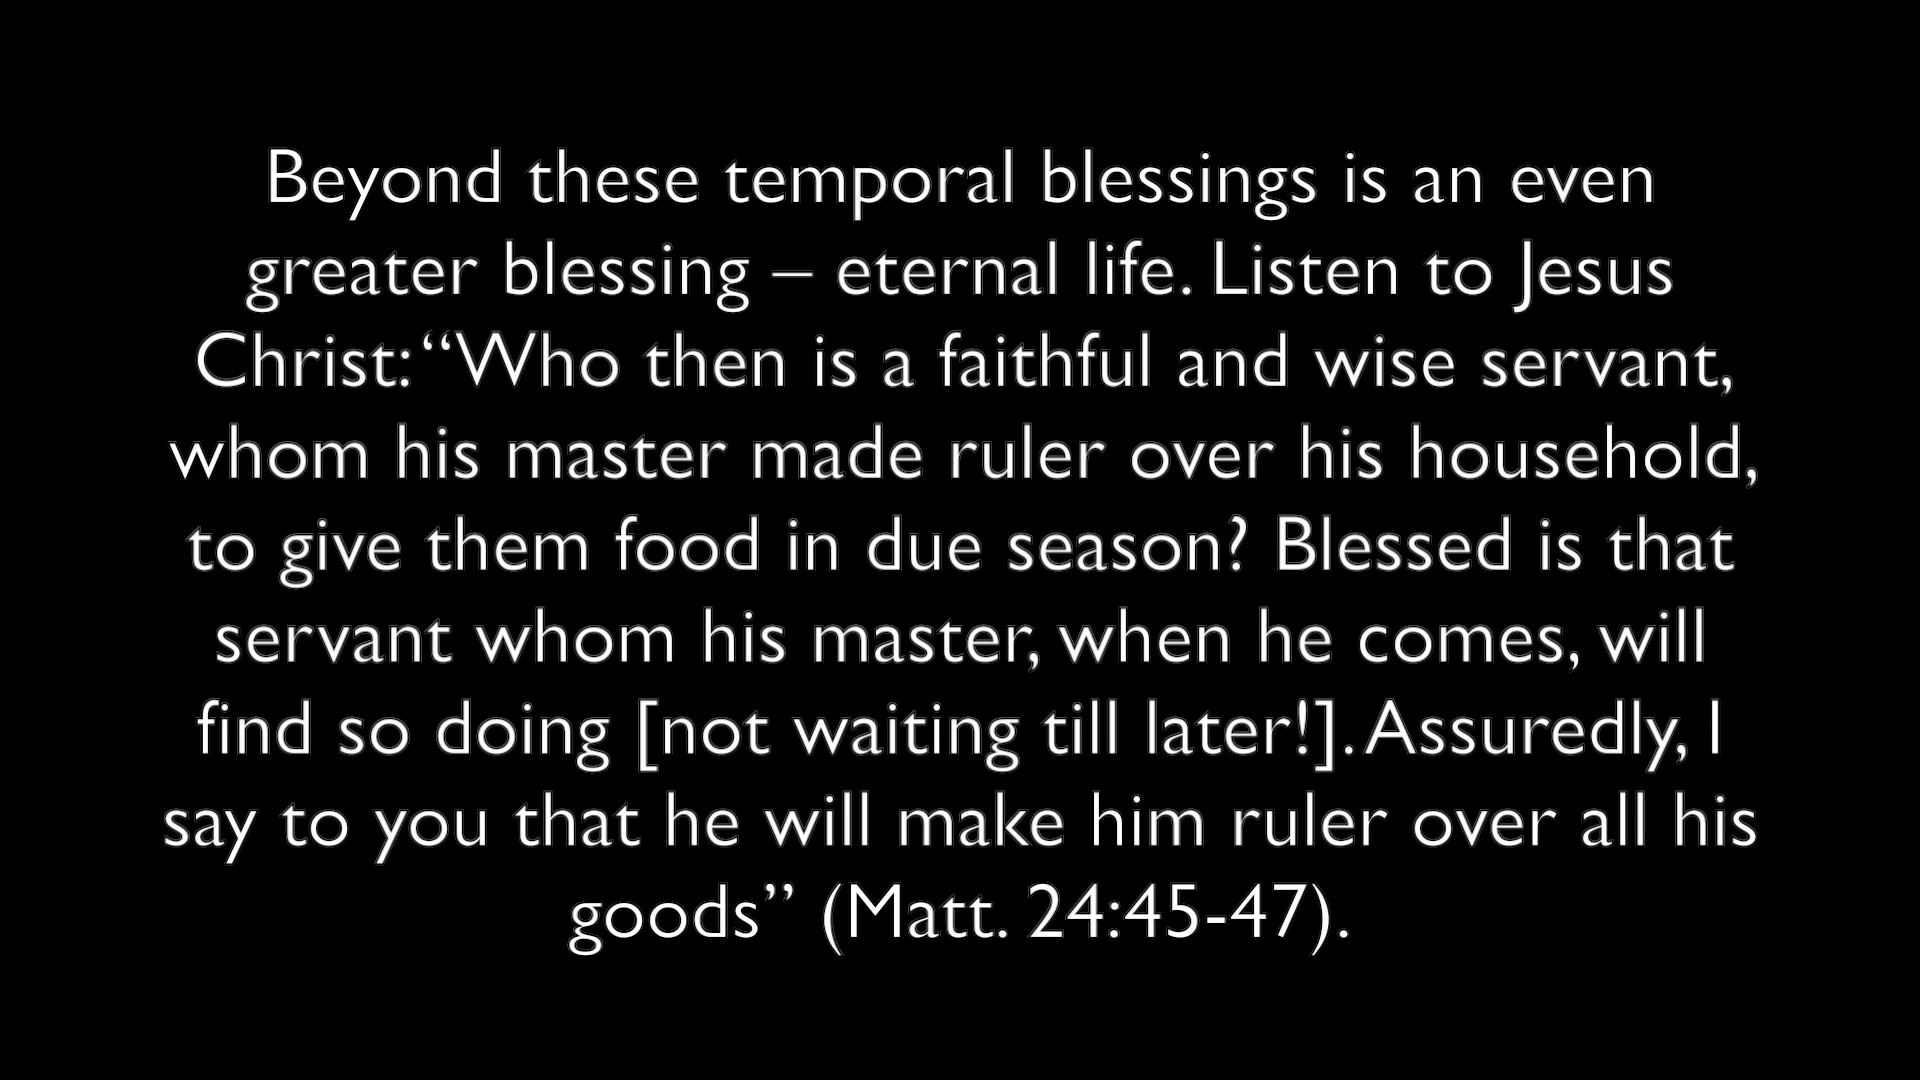 Beyond these temporal blessings is an even
greater blessing – eternal life. Listen to Jesus
Christ: “Who then is a faithful and wise servant,
whom his master made ruler over his household,
to give them food in due season? Blessed is that
servant whom his master, when he comes, will
find so doing [not waiting till later!]. Assuredly, I
say to you that he will make him ruler over all his
goods” (Matt. 24:45-47).